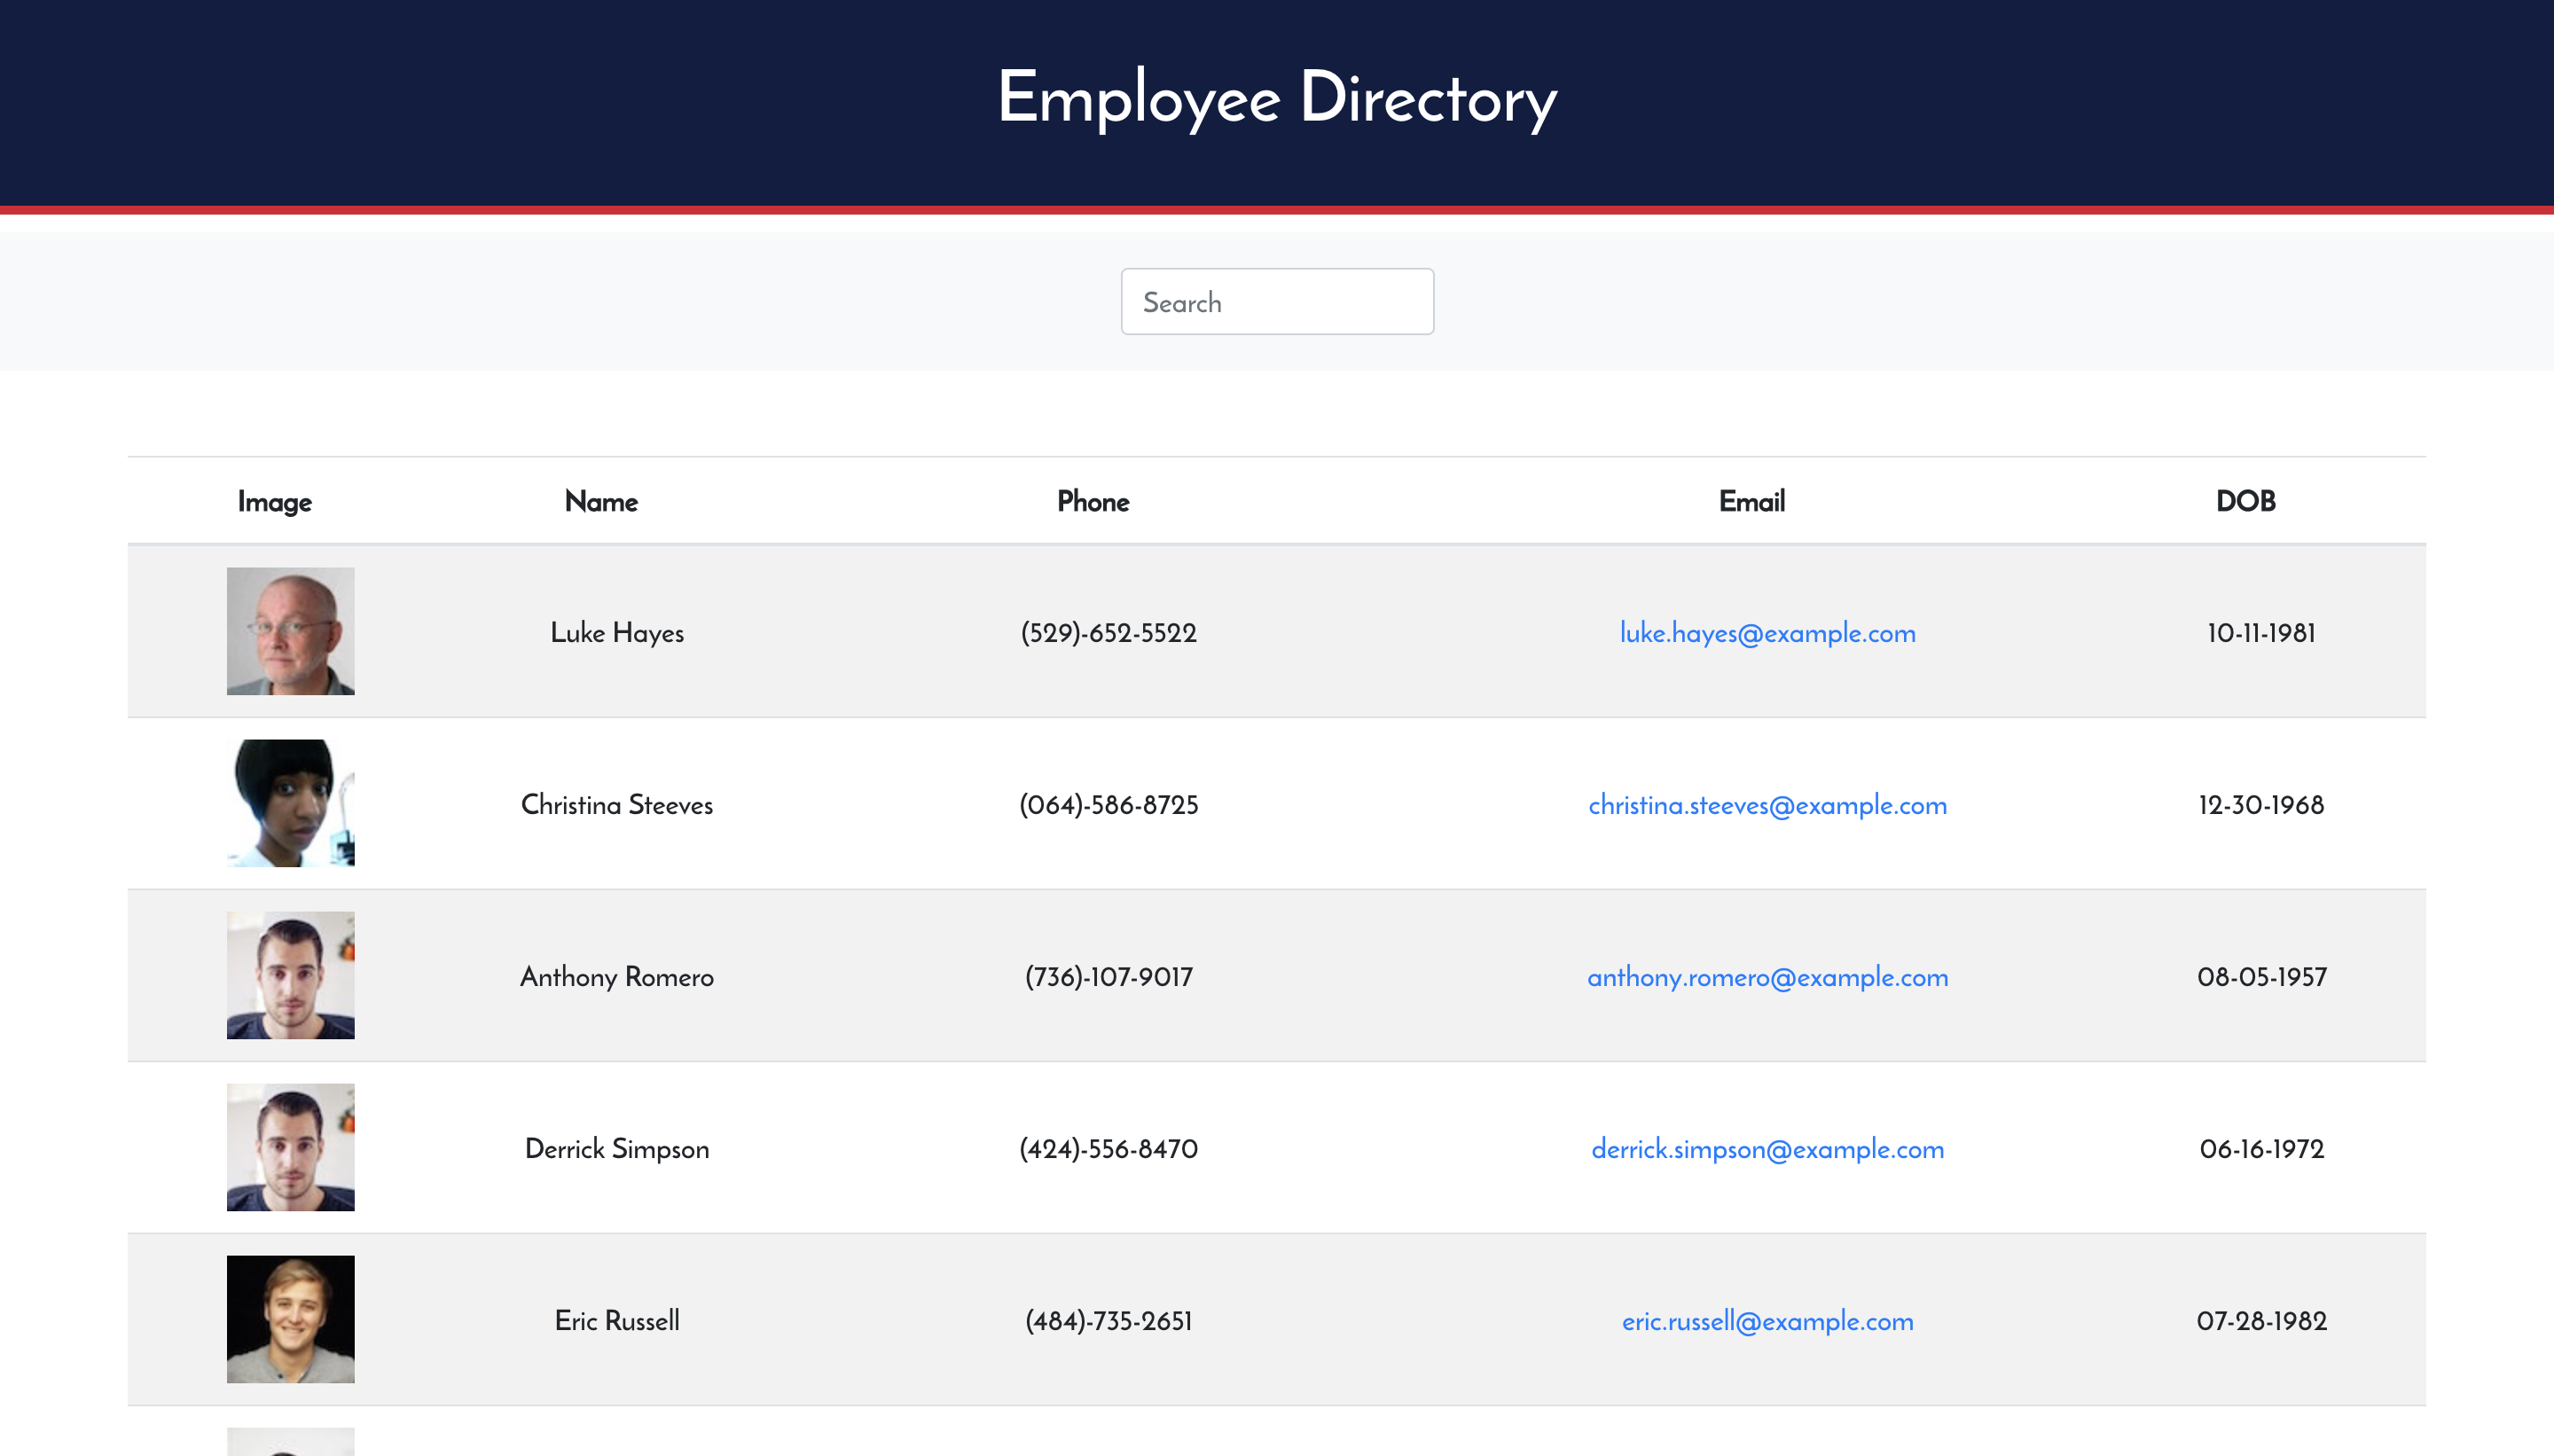 Employee Directory
Search
Image Name Phone Email DOB
Luke Hayes (529)-652-5522 luke.hayes@example.com 10-11-1981
Christina Steeves (064)-586-8725 christina.steeves@example.com 12-30-1968
Anthony Romero (736)-107-9017 anthony.romero@example.com 08-05-1957
Derrick Simpson (424)-556-8470 derrick.simpson@example.com 06-16-1972
Eric Russell (484)-735-2651 eric.russell@example.com 07-28-1982